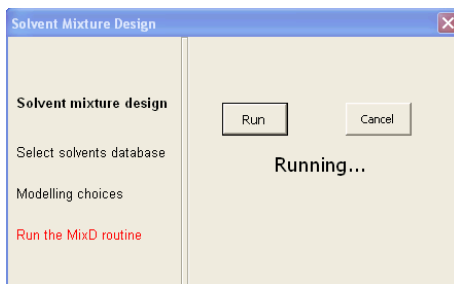 Solvent Mixture Design
Solvent mixture design
Select solvents database
Modelling choices
Run the MixD routine
Run
Cancel
Running...